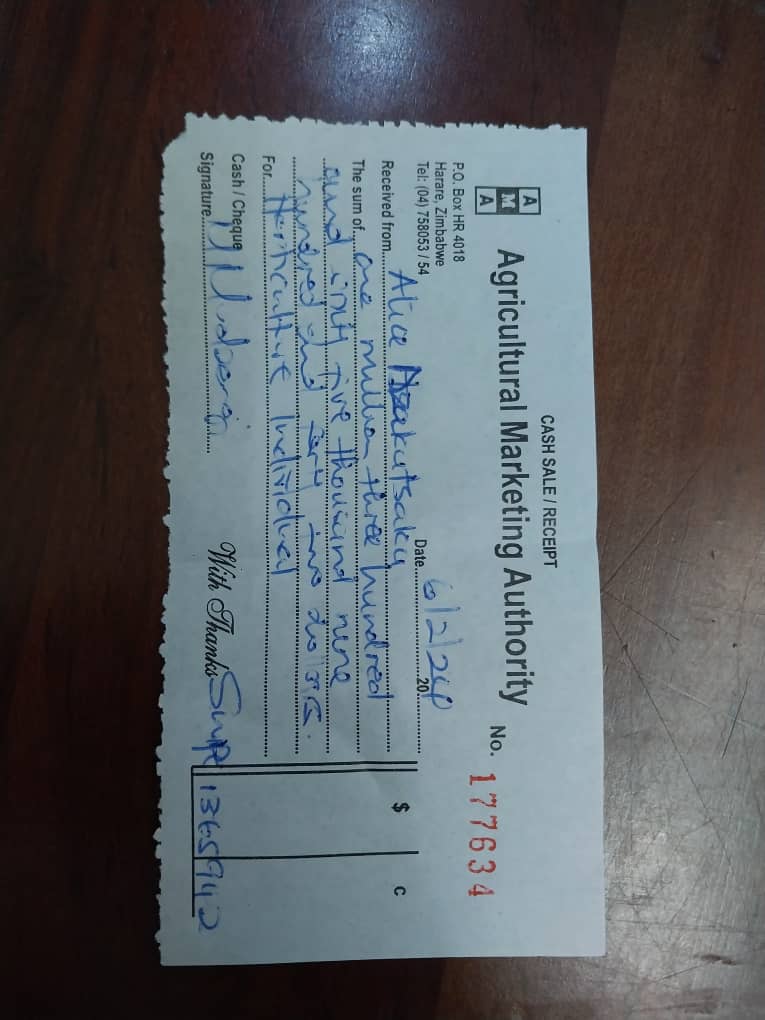 CASH SALE / RECEIPT
A
M
A
Agricultural Marketing Authority
No. 177634
P.O. Box HR 4018
Harare, Zimbabwe
Tel: (04) 758053 / 54
Date 6/2/24 20
Received from Alice
The sum of one million three hundred
and sixty five thousand nine
hundred and forty two dollars.
For Horticulture Individual
$ C
Cash / Cheque
Signature
With Thanks
1365942